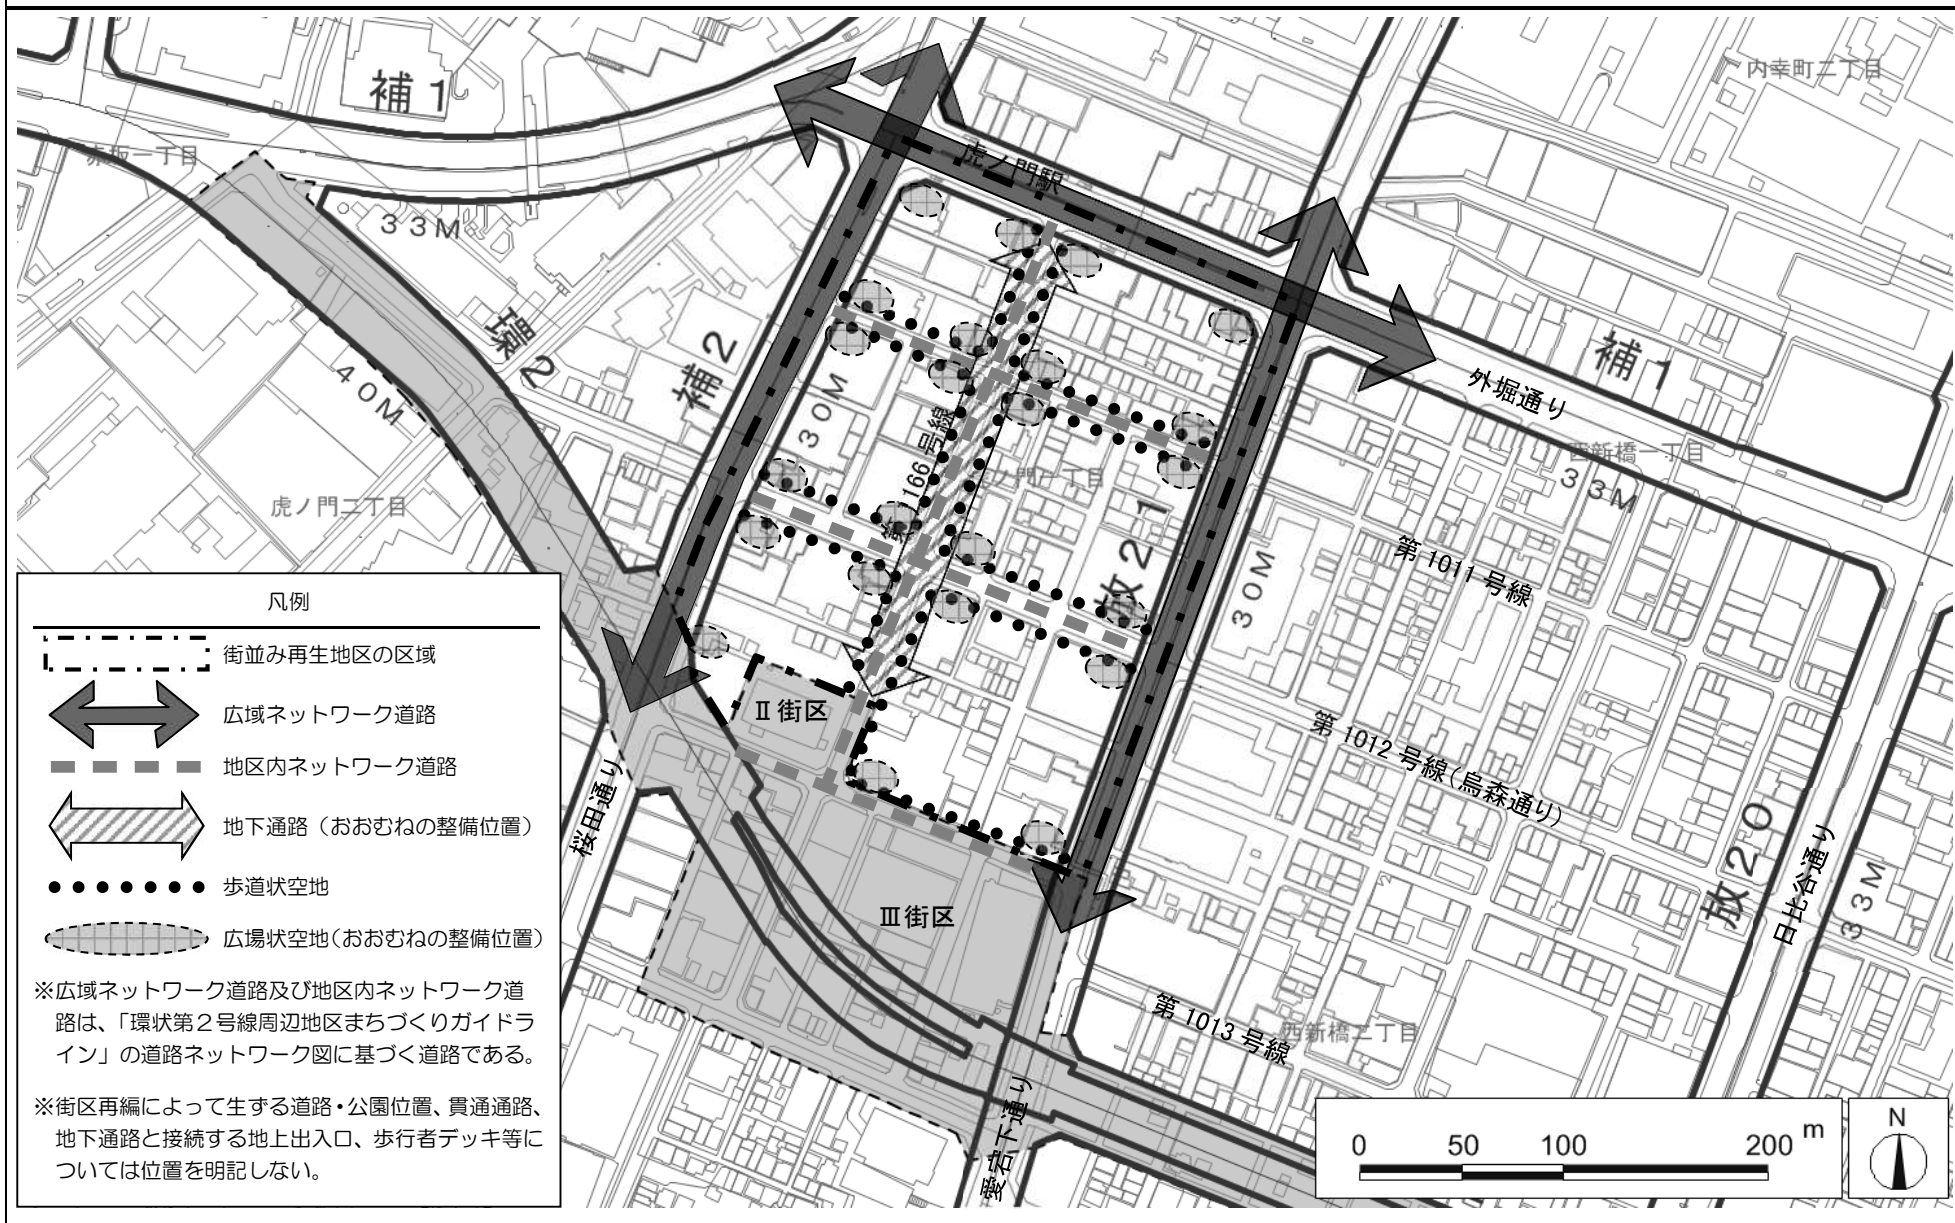 補1
内幸町二丁目
赤坂一丁目
虎ノ門駅
33M
環2
40M
補2
30M
第 166 号線
虎ノ門一丁目
放21
30M
外堀通り
補1
西新橋一丁目
33M
虎ノ門二丁目
第 1011 号線
第 1012 号線(烏森通り)
放20
日比谷通り
33M
Ⅱ街区
桜田通り
Ⅲ街区
第 1013 号線
西新橋二丁目
愛宕下通り
凡例
街並み再生地区の区域
広域ネットワーク道路
地区内ネットワーク道路
地下通路(おおむねの整備位置)
歩道状空地
広場状空地(おおむねの整備位置)
※広域ネットワーク道路及び地区内ネットワーク道
路は、「環状第2号線周辺地区まちづくりガイドラ
イン」の道路ネットワーク図に基づく道路である。
※街区再編によって生ずる道路・公園位置、貫通通路、
地下通路と接続する地上出入口、歩行者デッキ等に
ついては位置を明記しない。
0 50 100 200 m
N